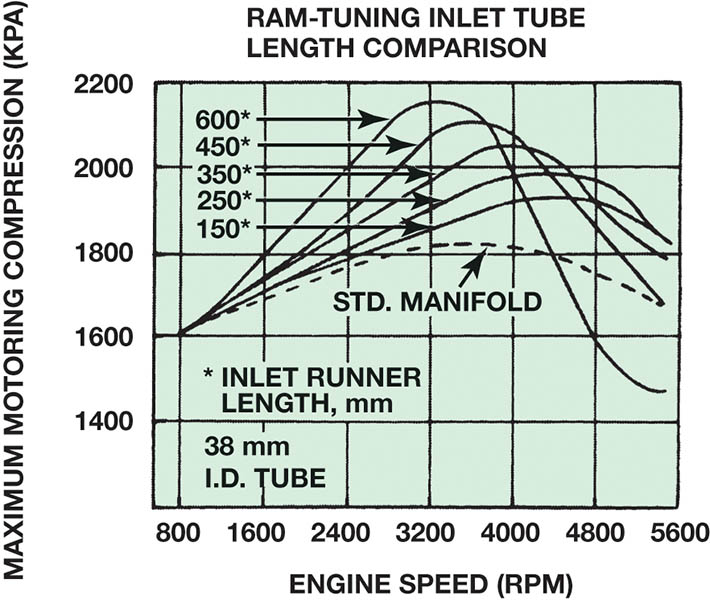 RAM-TUNING INLET TUBE
LENGTH COMPARISON
MAXIMUM MOTORING COMPRESSION (KPA)
2200
2000
1800
1600
1400
600*
450*
350*
250*
150*
STD. MANIFOLD
* INLET RUNNER
LENGTH, mm
38 mm
I.D. TUBE
800 1600 2400 3200 4000 4800 5600
ENGINE SPEED (RPM)